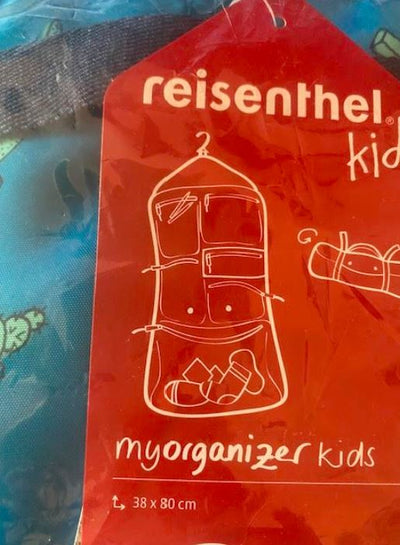 reisenthel®
kid
myorganizer kids
38 x 80 cm